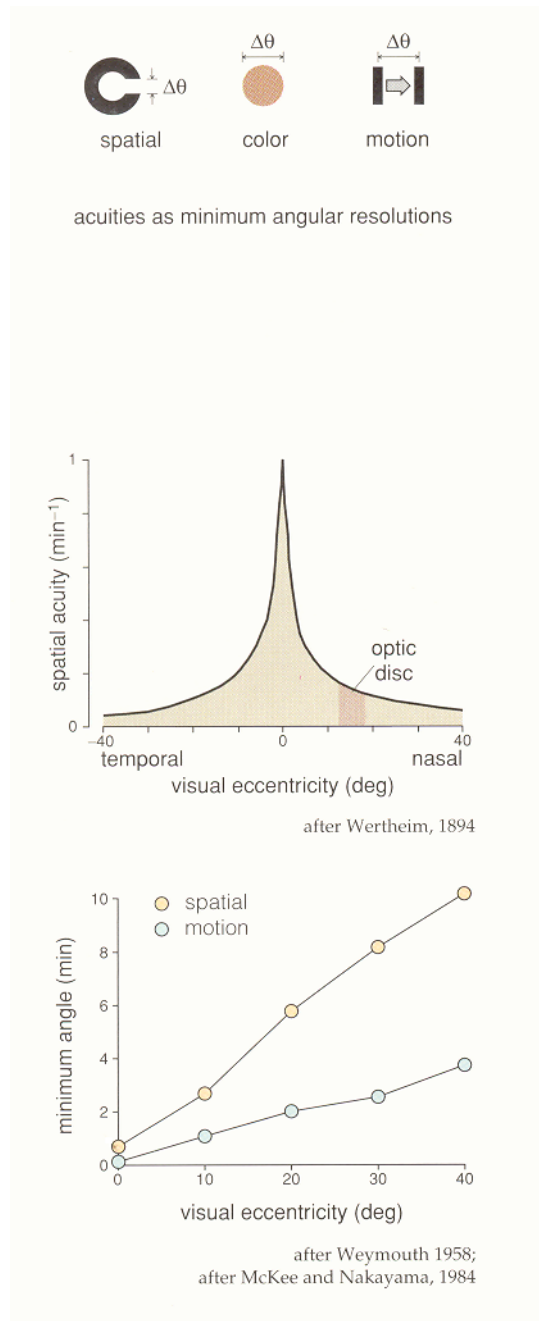 Δθ Δθ
Δθ
spatial color motion
acuities as minimum angular resolutions
1
spatial acuity (min⁻¹)
optic
disc
0
–40 0 40
temporal nasal
visual eccentricity (deg)
after Wertheim, 1894
10
spatial
motion
8
6
minimum angle (min)
4
2
0
0 10 20 30 40
visual eccentricity (deg)
after Weymouth 1958;
after McKee and Nakayama, 1984